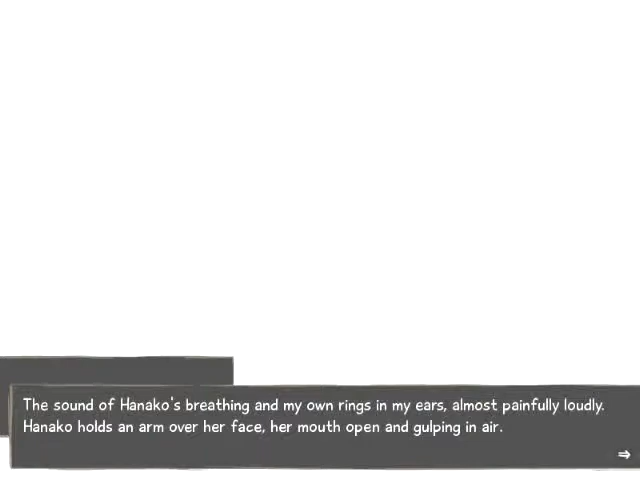 The sound of Hanako's breathing and my own rings in my ears, almost painfully loudly.
Hanako holds an arm over her face, her mouth open and gulping in air.